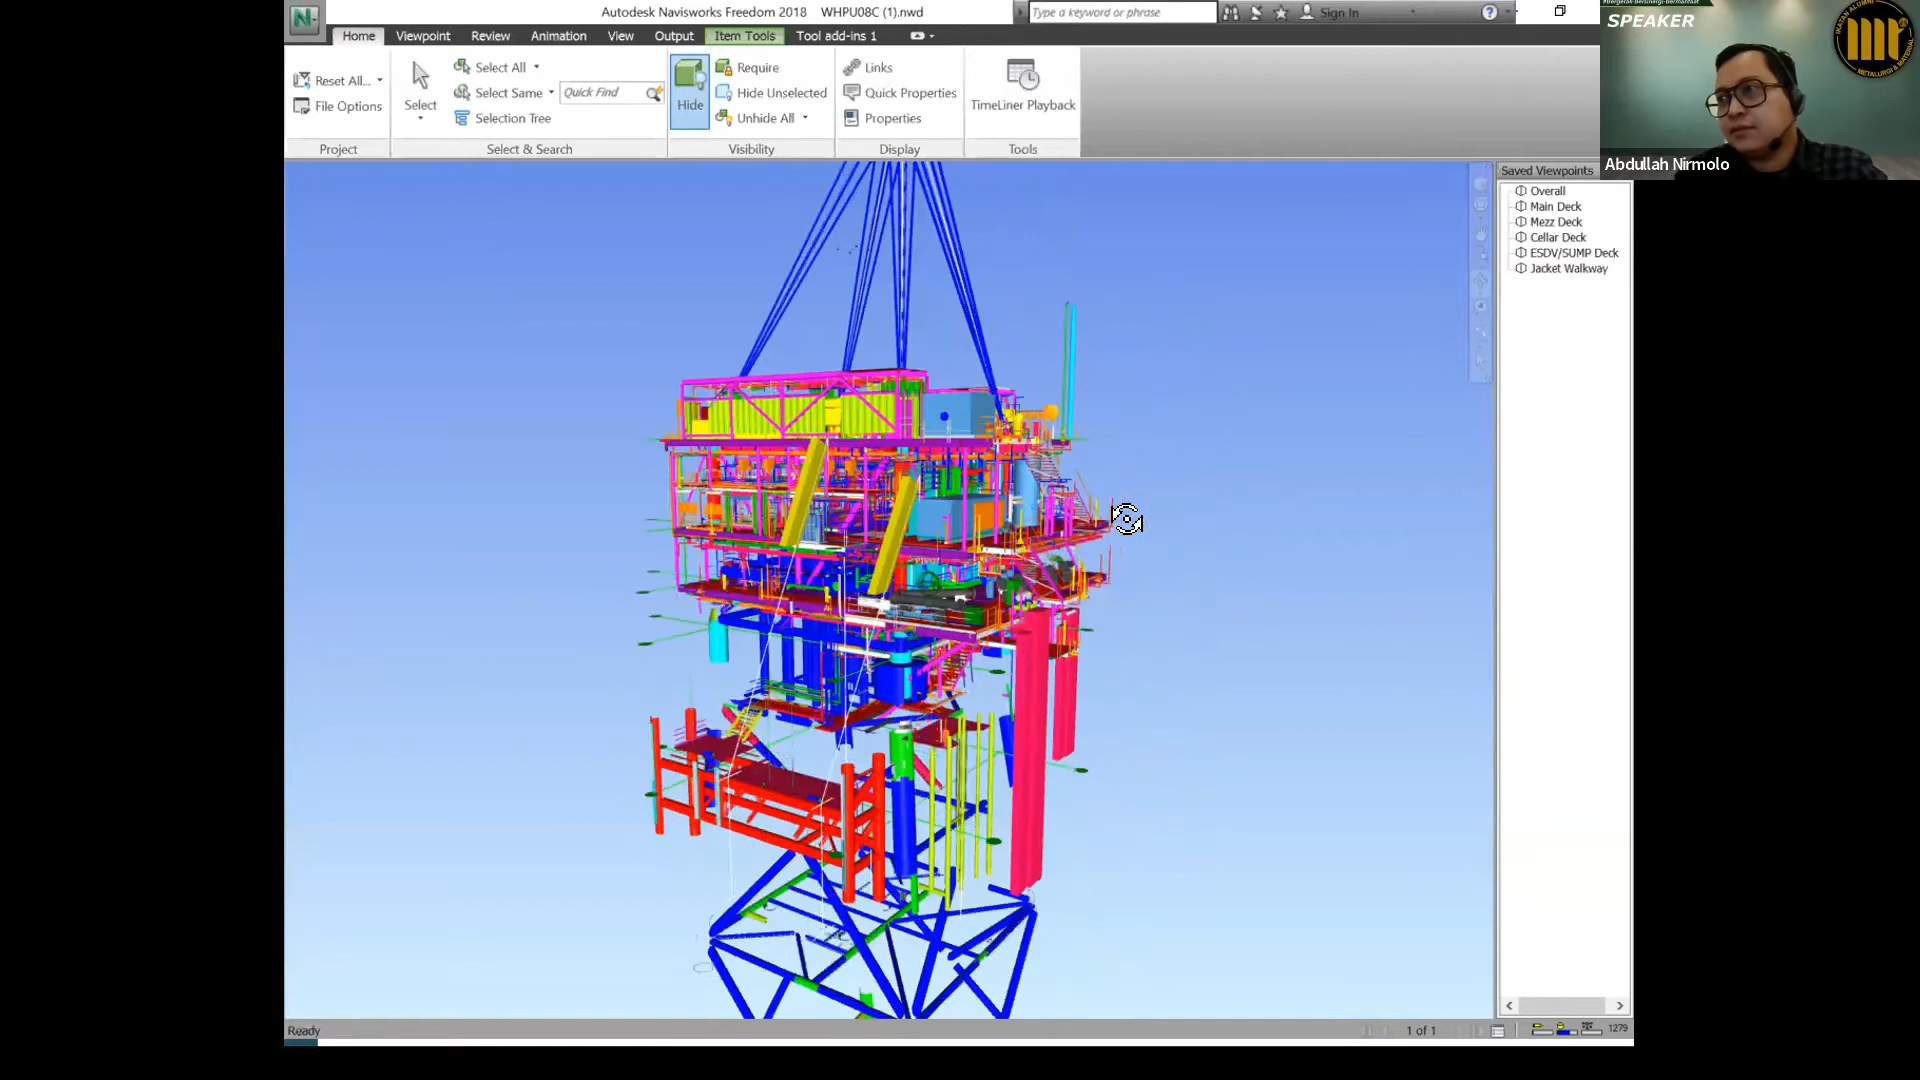 Autodesk Navisworks Freedom 2018 WHPU08C (1).nwd
Type a keyword or phrase
Sign In
Home Viewpoint Review Animation View Output Item Tools Tool add-ins 1
Reset All...
File Options
Project
Select
Select All
Select Same
Selection Tree
Quick Find
Select & Search
Hide
Require
Hide Unselected
Unhide All
Visibility
Links
Quick Properties
Properties
Display
TimeLiner Playback
Tools
SPEAKER
IKATAN ALUMNI
METALURGI & MATERIAL
Abdullah Nirmolo
Saved Viewpoints
Overall
Main Deck
Mezz Deck
Cellar Deck
ESDV/SUMP Deck
Jacket Walkway
Ready
1 of 1
1279